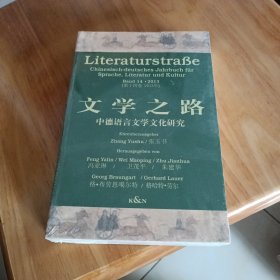 Literaturstraße
Chinesisch-deutsches Jahrbuch für
Sprache, Literatur und Kultur
Band 14 · 2013
文学之路
中德语言文学文化研究
Herausgegeben von
Feng Yalin / Wei Maoping / Zhu Jianhua
冯亚琳 / 卫茂平 / 朱建华
Georg Braungart / Gerhard Lauer
K&N